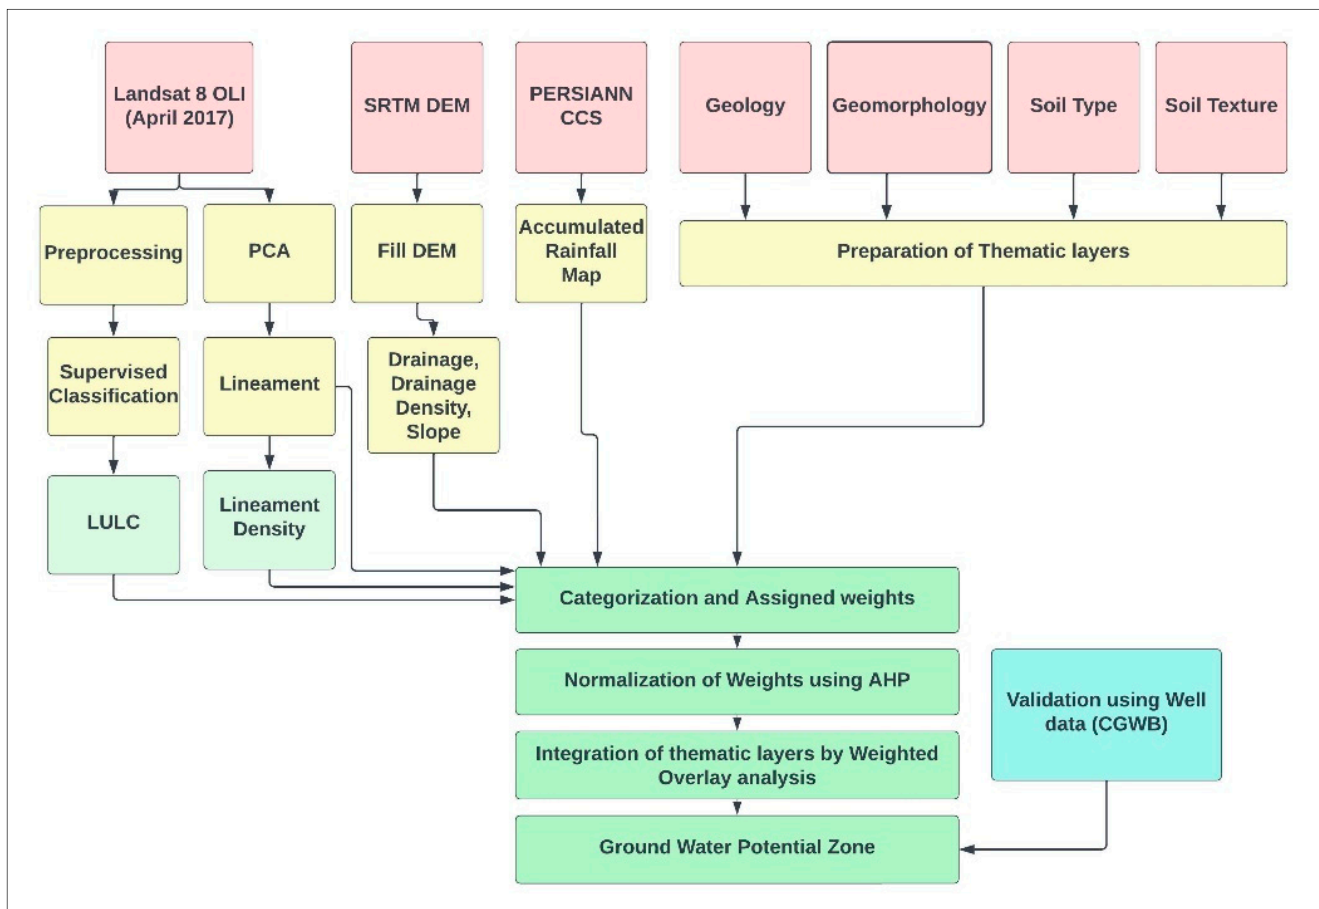 Landsat 8 OLI
(April 2017)
SRTM DEM
PERSIANN
CCS
Geology
Geomorphology
Soil Type
Soil Texture
Preprocessing
PCA
Fill DEM
Accumulated
Rainfall
Map
Preparation of Thematic layers
Supervised
Classification
Lineament
Drainage,
Drainage
Density,
Slope
LULC
Lineament
Density
Categorization and Assigned weights
Normalization of Weights using AHP
Validation using Well
data (CGWB)
Integration of thematic layers by Weighted
Overlay analysis
Ground Water Potential Zone